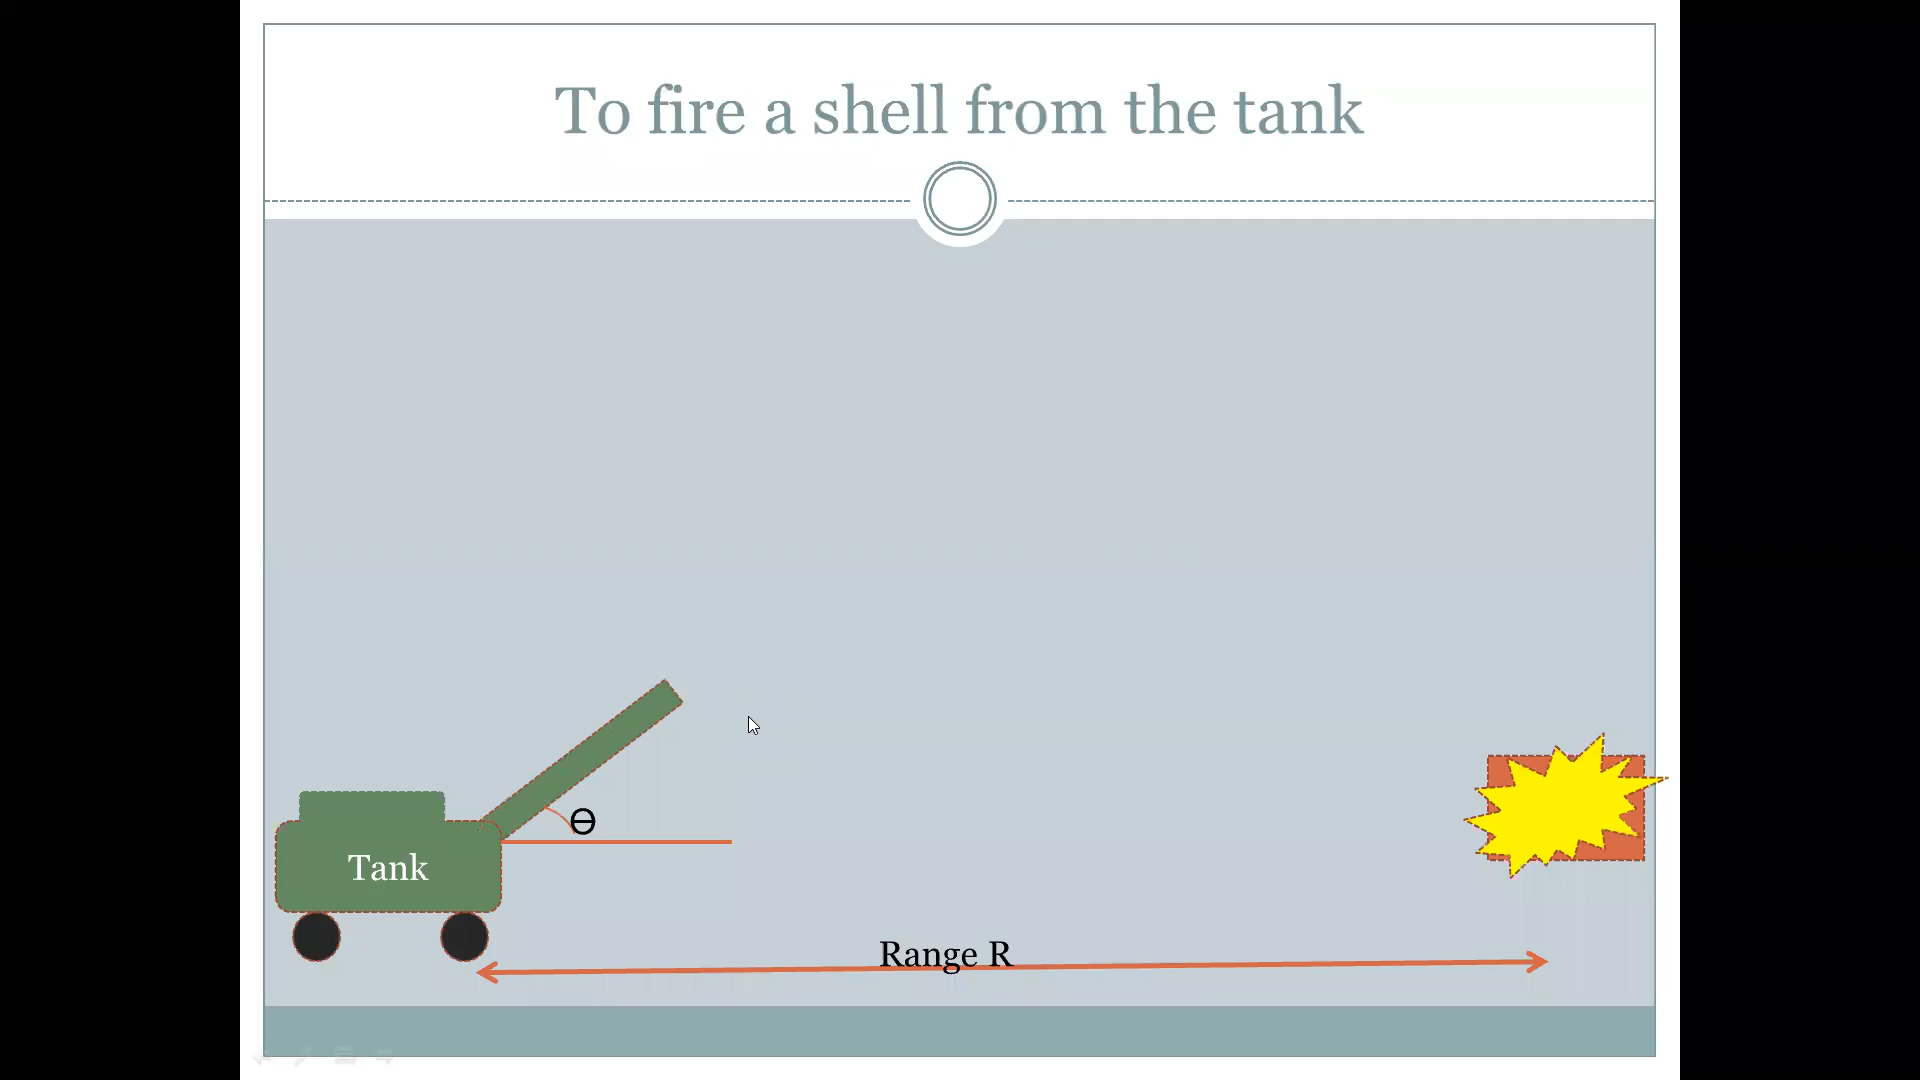 To fire a shell from the tank
Θ
Tank
Range R